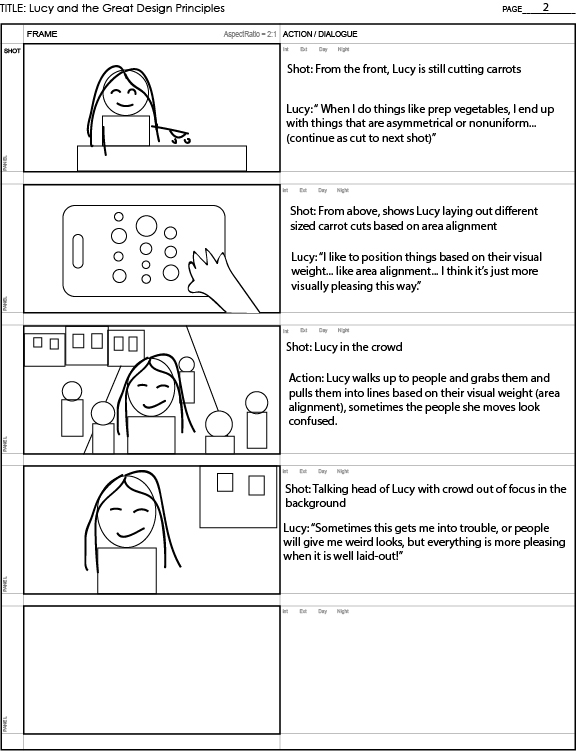 TITLE: Lucy and the Great Design Principles
PAGE 2
FRAME
AspectRatio = 2:1
ACTION / DIALOGUE
SHOT
Int Ext Day Night
Shot: From the front, Lucy is still cutting carrots
Lucy: “ When I do things like prep vegetables, I end up
with things that are asymmetrical or nonuniform...
(continue as cut to next shot)”
PANEL
Int Ext Day Night
Shot: From above, shows Lucy laying out different
sized carrot cuts based on area alignment
Lucy: “I like to position things based on their visual
weight... like area alignment... I think it’s just more
visually pleasing this way.”
PANEL
Int Ext Day Night
Shot: Lucy in the crowd
Action: Lucy walks up to people and grabs them and
pulls them into lines based on their visual weight (area
alignment), sometimes the people she moves look
confused.
PANEL
Int Ext Day Night
Shot: Talking head of Lucy with crowd out of focus in the
background
Lucy: “Sometimes this gets me into trouble, or people
will give me weird looks, but everything is more pleasing
when it is well laid-out!”
PANEL
Int Ext Day Night
PANEL